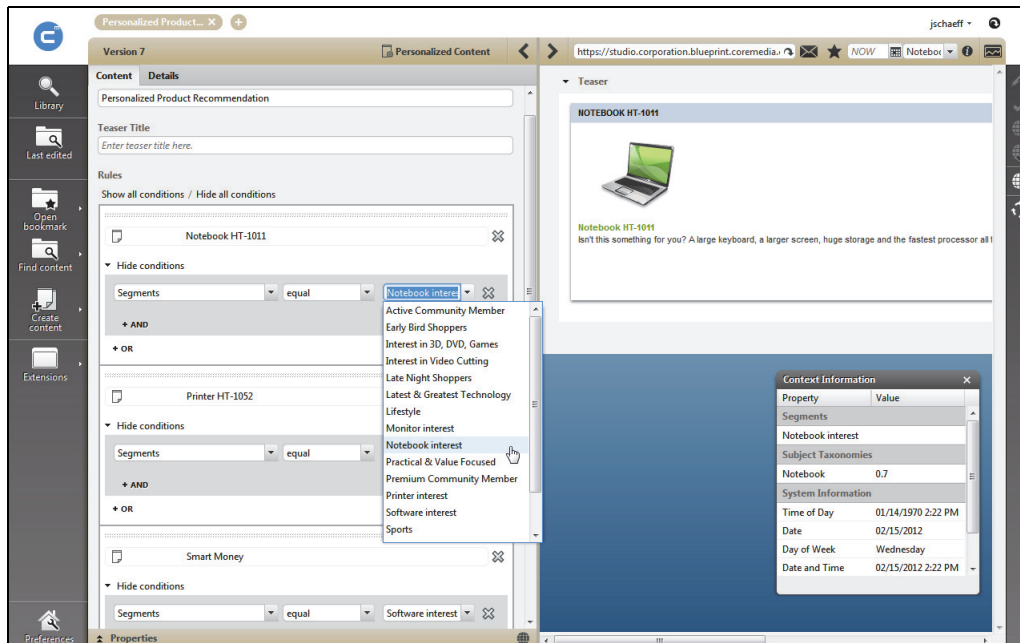 Personalized Product... X
jschaeff
Version 7
Personalized Content
https://studio.corporation.blueprint.coremedia.
NOW
Noteboo
Library
Last edited
Open
bookmark
Find content
Create
content
Extensions
Preferences
Content Details
Personalized Product Recommendation
Teaser Title
Enter teaser title here.
Rules
Show all conditions / Hide all conditions
Notebook HT-1011
Hide conditions
Segments equal Notebook interes
+ AND
+ OR
Printer HT-1052
Hide conditions
Segments equal
+ AND
+ OR
Smart Money
Hide conditions
Segments equal Software interest
Properties
Active Community Member
Early Bird Shoppers
Interest in 3D, DVD, Games
Interest in Video Cutting
Late Night Shoppers
Latest & Greatest Technology
Lifestyle
Monitor interest
Notebook interest
Practical & Value Focused
Premium Community Member
Printer interest
Software interest
Sports
Teaser
NOTEBOOK HT-1011
Notebook HT-1011
Isn't this something for you? A large keyboard, a larger screen, huge storage and the fastest processor all
Context Information
Property Value
Segments
Notebook interest
Subject Taxonomies
Notebook 0.7
System Information
Time of Day 01/14/1970 2:22 PM
Date 02/15/2012
Day of Week Wednesday
Date and Time 02/15/2012 2:22 PM